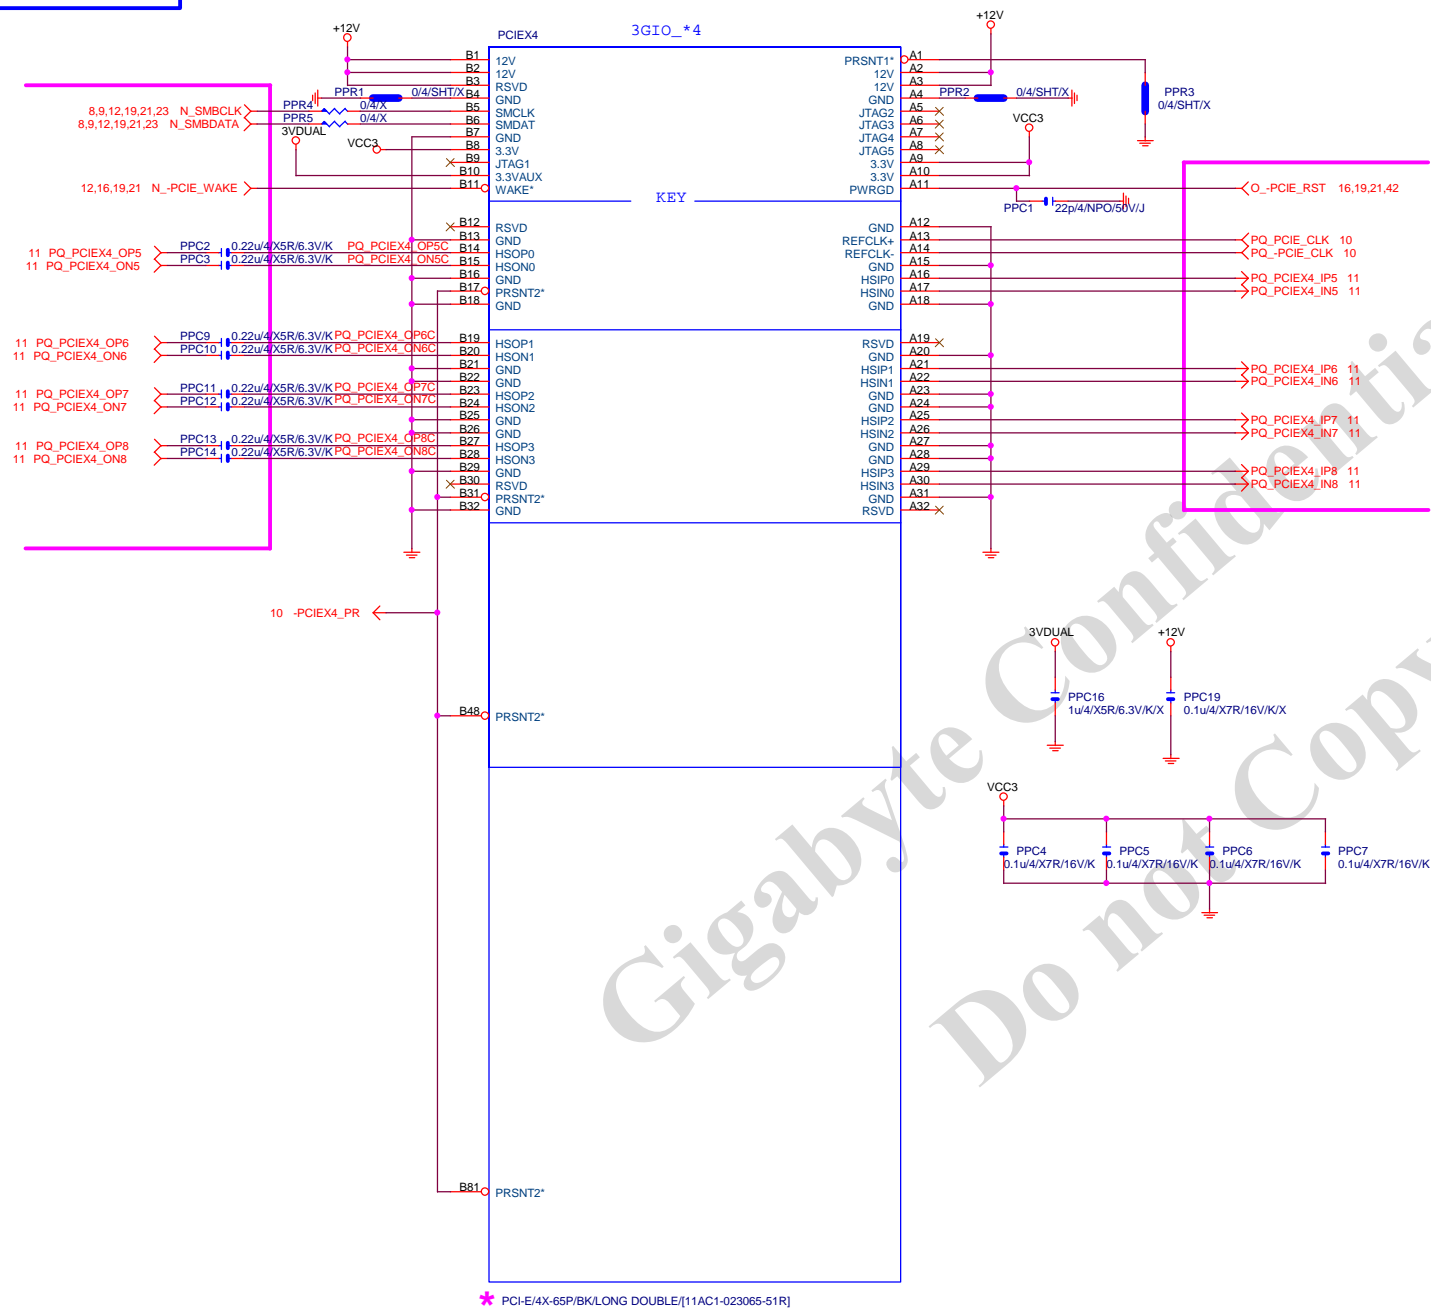 +12V
PCIEX4
3GIO_*4
+12V
B1 12V
B2 12V
B3 RSVD
B4 GND
B5 SMCLK
B6 SMDAT
B7 GND
B8 3.3V
B9 JTAG1
B10 3.3VAUX
B11 WAKE*
PRSNT1* A1
12V A2
12V A3
GND A4
JTAG2 A5
JTAG3 A6
JTAG4 A7
JTAG5 A8
3.3V A9
3.3V A10
PWRGD A11
PPR1 0/4/SHT/X
8,9,12,19,21,23 N_SMBCLK PPR4 0/4/X
8,9,12,19,21,23 N_SMBDATA PPR5 0/4/X
3VDUAL
VCC3
12,16,19,21 N_-PCIE_WAKE
PPR2 0/4/SHT/X
PPR3
0/4/SHT/X
VCC3
O_-PCIE_RST 16,19,21,42
PPC1 22p/4/NPO/50V/J
KEY
B12 RSVD
B13 GND
B14 HSOP0
B15 HSON0
B16 GND
B17 PRSNT2*
B18 GND
GND A12
REFCLK+ A13
REFCLK- A14
GND A15
HSIP0 A16
HSIN0 A17
GND A18
11 PQ_PCIEX4_OP5 PPC2 0.22u/4/X5R/6.3V/K PQ_PCIEX4_OP5C
11 PQ_PCIEX4_ON5 PPC3 0.22u/4/X5R/6.3V/K PQ_PCIEX4_ON5C
PQ_PCIE_CLK 10
PQ_-PCIE_CLK 10
PQ_PCIEX4_IP5 11
PQ_PCIEX4_IN5 11
B19 HSOP1
B20 HSON1
B21 GND
B22 GND
B23 HSOP2
B24 HSON2
B25 GND
B26 GND
B27 HSOP3
B28 HSON3
B29 GND
B30 RSVD
B31 PRSNT2*
B32 GND
RSVD A19
GND A20
HSIP1 A21
HSIN1 A22
GND A23
GND A24
HSIP2 A25
HSIN2 A26
GND A27
GND A28
HSIP3 A29
HSIN3 A30
GND A31
RSVD A32
11 PQ_PCIEX4_OP6 PPC9 0.22u/4/X5R/6.3V/K PQ_PCIEX4_OP6C
11 PQ_PCIEX4_ON6 PPC10 0.22u/4/X5R/6.3V/K PQ_PCIEX4_ON6C
11 PQ_PCIEX4_OP7 PPC11 0.22u/4/X5R/6.3V/K PQ_PCIEX4_OP7C
11 PQ_PCIEX4_ON7 PPC12 0.22u/4/X5R/6.3V/K PQ_PCIEX4_ON7C
11 PQ_PCIEX4_OP8 PPC13 0.22u/4/X5R/6.3V/K PQ_PCIEX4_OP8C
11 PQ_PCIEX4_ON8 PPC14 0.22u/4/X5R/6.3V/K PQ_PCIEX4_ON8C
PQ_PCIEX4_IP6 11
PQ_PCIEX4_IN6 11
PQ_PCIEX4_IP7 11
PQ_PCIEX4_IN7 11
PQ_PCIEX4_IP8 11
PQ_PCIEX4_IN8 11
10 -PCIEX4_PR
B48 PRSNT2*
B81 PRSNT2*
3VDUAL
PPC16
1u/4/X5R/6.3V/K/X
+12V
PPC19
0.1u/4/X7R/16V/K/X
VCC3
PPC4
0.1u/4/X7R/16V/K
PPC5
0.1u/4/X7R/16V/K
PPC6
0.1u/4/X7R/16V/K
PPC7
0.1u/4/X7R/16V/K
Gigabyte Confidentia
Do not Copy
* PCI-E/4X-65P/BK/LONG DOUBLE/[11AC1-023065-51R]